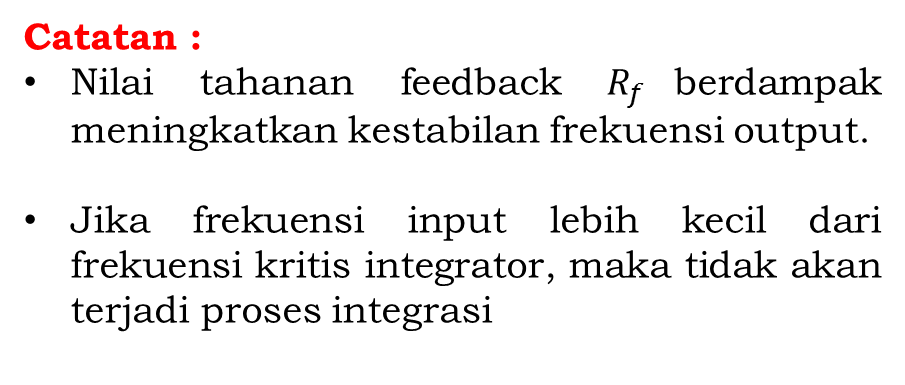 Catatan :
• Nilai tahanan feedback R_f berdampak
meningkatkan kestabilan frekuensi output.
• Jika frekuensi input lebih kecil dari
frekuensi kritis integrator, maka tidak akan
terjadi proses integrasi